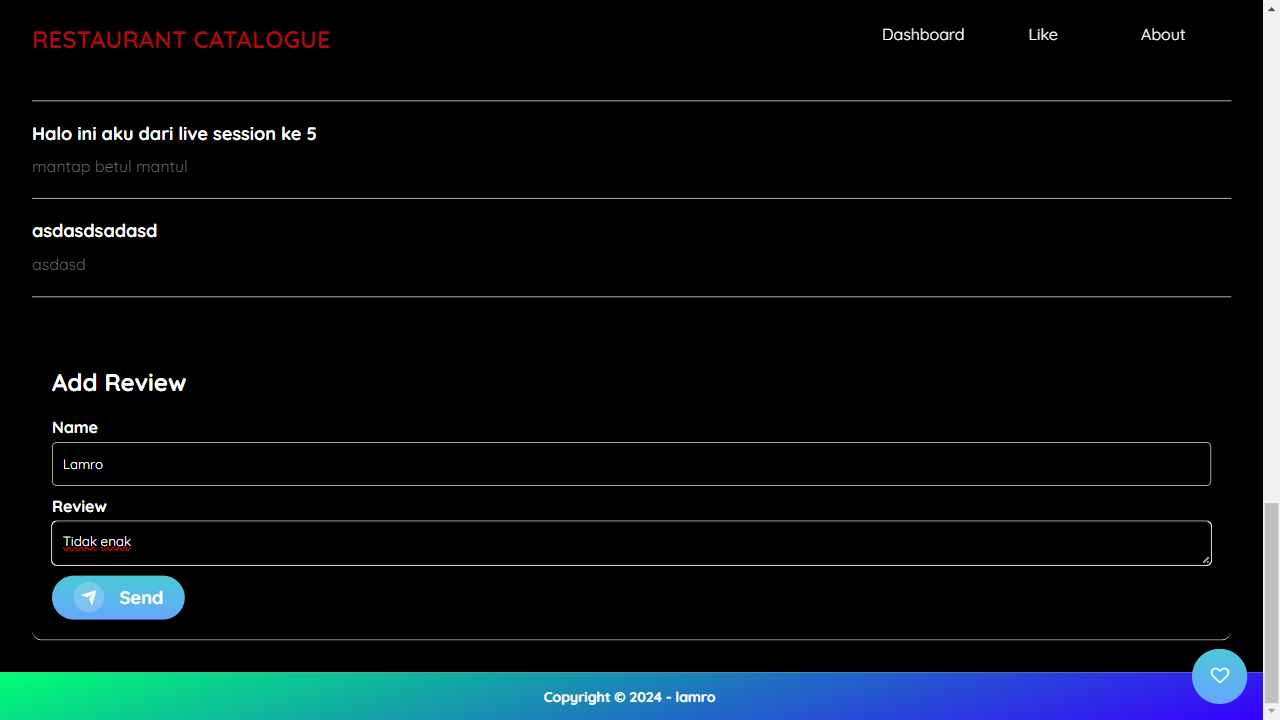 RESTAURANT CATALOGUE
Dashboard Like About
Halo ini aku dari live session ke 5
mantap betul mantul
asdasdsadasd
asdasd
Add Review
Name
Lamro
Review
Tidak enak
Send
Copyright © 2024 - lamro